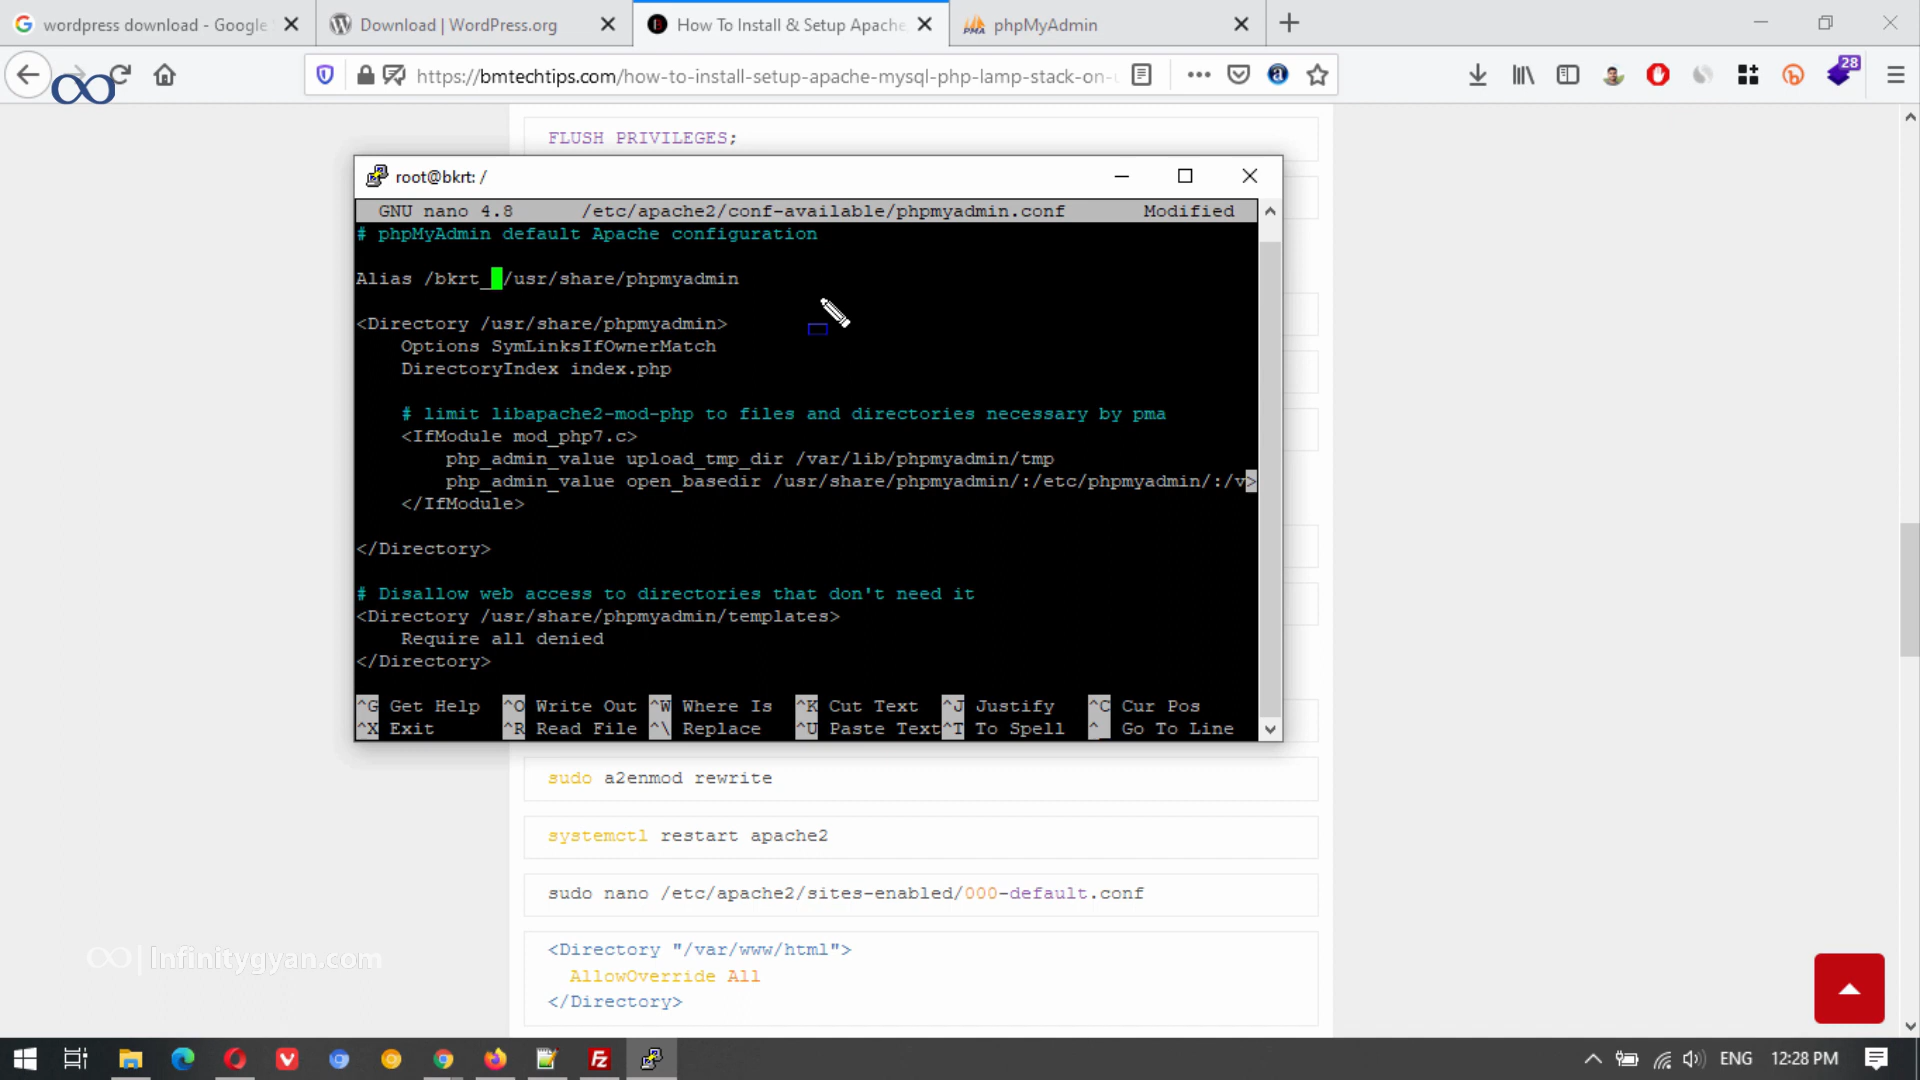 wordpress download - Google
Download | WordPress.org
How To Install & Setup Apache
phpMyAdmin
https://bmtechtips.com/how-to-install-setup-apache-mysql-php-lamp-stack-on-u
28
FLUSH PRIVILEGES;
root@bkrt: /
GNU nano 4.8 /etc/apache2/conf-available/phpmyadmin.conf Modified
# phpMyAdmin default Apache configuration
Alias /bkrt_ /usr/share/phpmyadmin
<Directory /usr/share/phpmyadmin>
Options SymLinksIfOwnerMatch
DirectoryIndex index.php
# limit libapache2-mod-php to files and directories necessary by pma
<IfModule mod_php7.c>
php_admin_value upload_tmp_dir /var/lib/phpmyadmin/tmp
php_admin_value open_basedir /usr/share/phpmyadmin/:/etc/phpmyadmin/:/v>
</IfModule>
</Directory>
# Disallow web access to directories that don't need it
<Directory /usr/share/phpmyadmin/templates>
Require all denied
</Directory>
^G Get Help ^O Write Out ^W Where Is ^K Cut Text ^J Justify ^C Cur Pos
^X Exit ^R Read File ^\ Replace ^U Paste Text ^T To Spell ^_ Go To Line
sudo a2enmod rewrite
systemctl restart apache2
sudo nano /etc/apache2/sites-enabled/000-default.conf
<Directory "/var/www/html">
AllowOverride All
</Directory>
Infinitygyan.com
ENG 12:28 PM